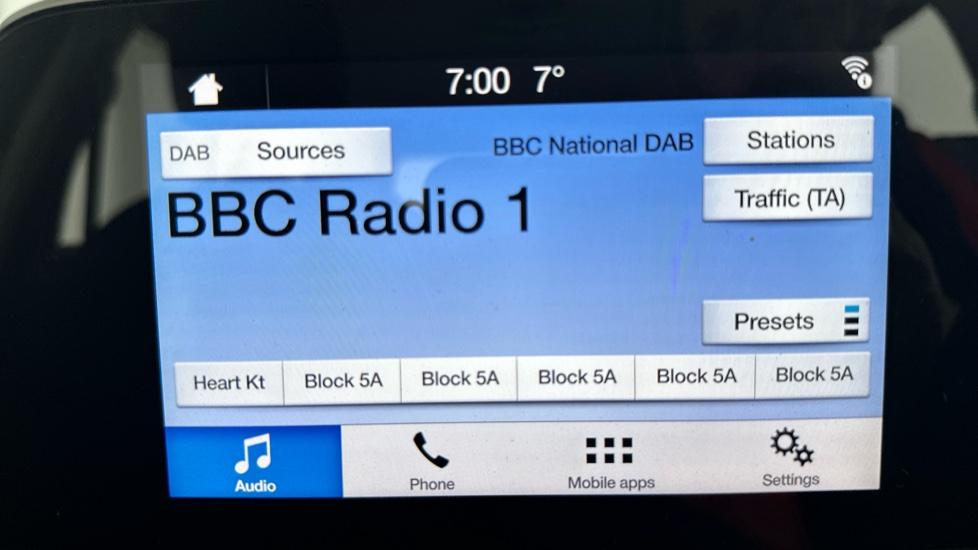 7:00 7°
DAB Sources
BBC National DAB
Stations
BBC Radio 1
Traffic (TA)
Presets
Heart Kt
Block 5A
Block 5A
Block 5A
Block 5A
Block 5A
Audio
Phone
Mobile apps
Settings